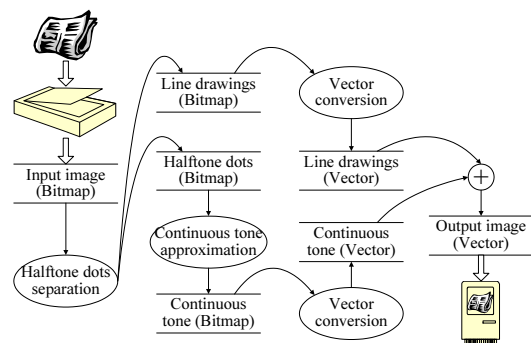 Input image
(Bitmap)
Halftone dots
separation
Line drawings
(Bitmap)
Halftone dots
(Bitmap)
Continuous tone
approximation
Continuous
tone (Bitmap)
Vector
conversion
Line drawings
(Vector)
Continuous
tone (Vector)
Vector
conversion
+
Output image
(Vector)